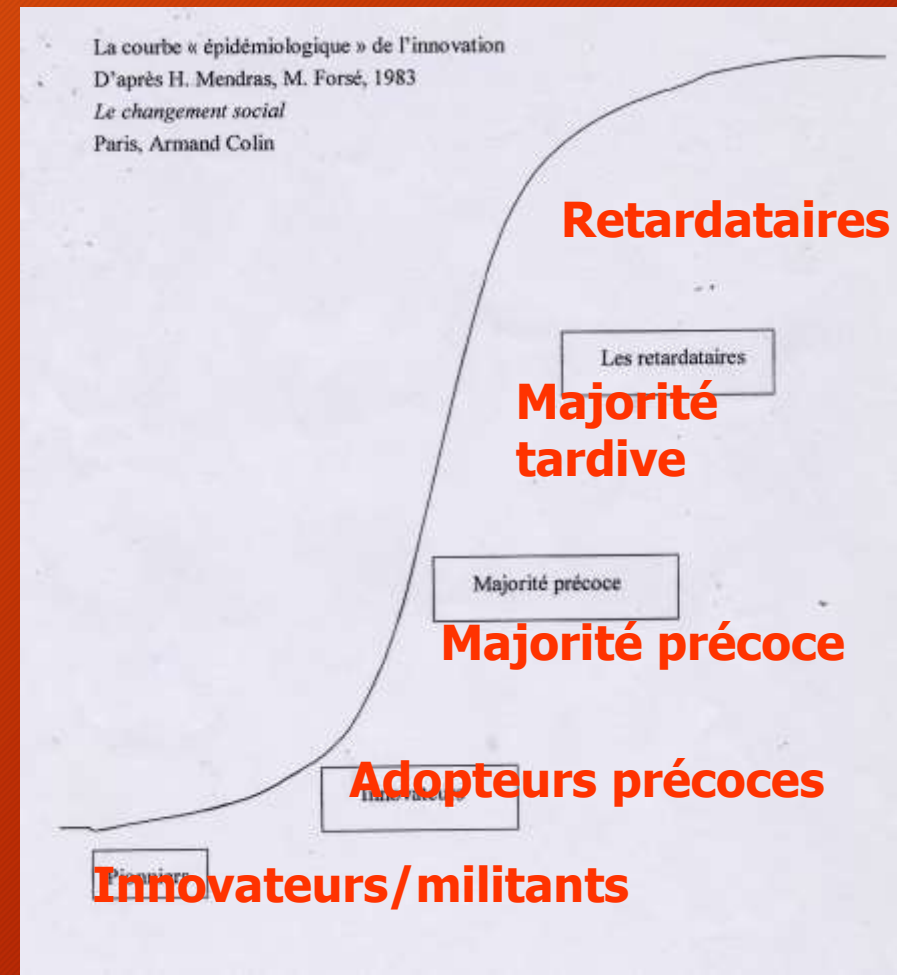 La courbe « épidémiologique » de l'innovation
D'après H. Mendras, M. Forsé, 1983
Le changement social
Paris, Armand Colin
Retardataires
Les retardataires
Majorité
tardive
Majorité précoce
Majorité précoce
Adopteurs précoces
Innovateurs/militants